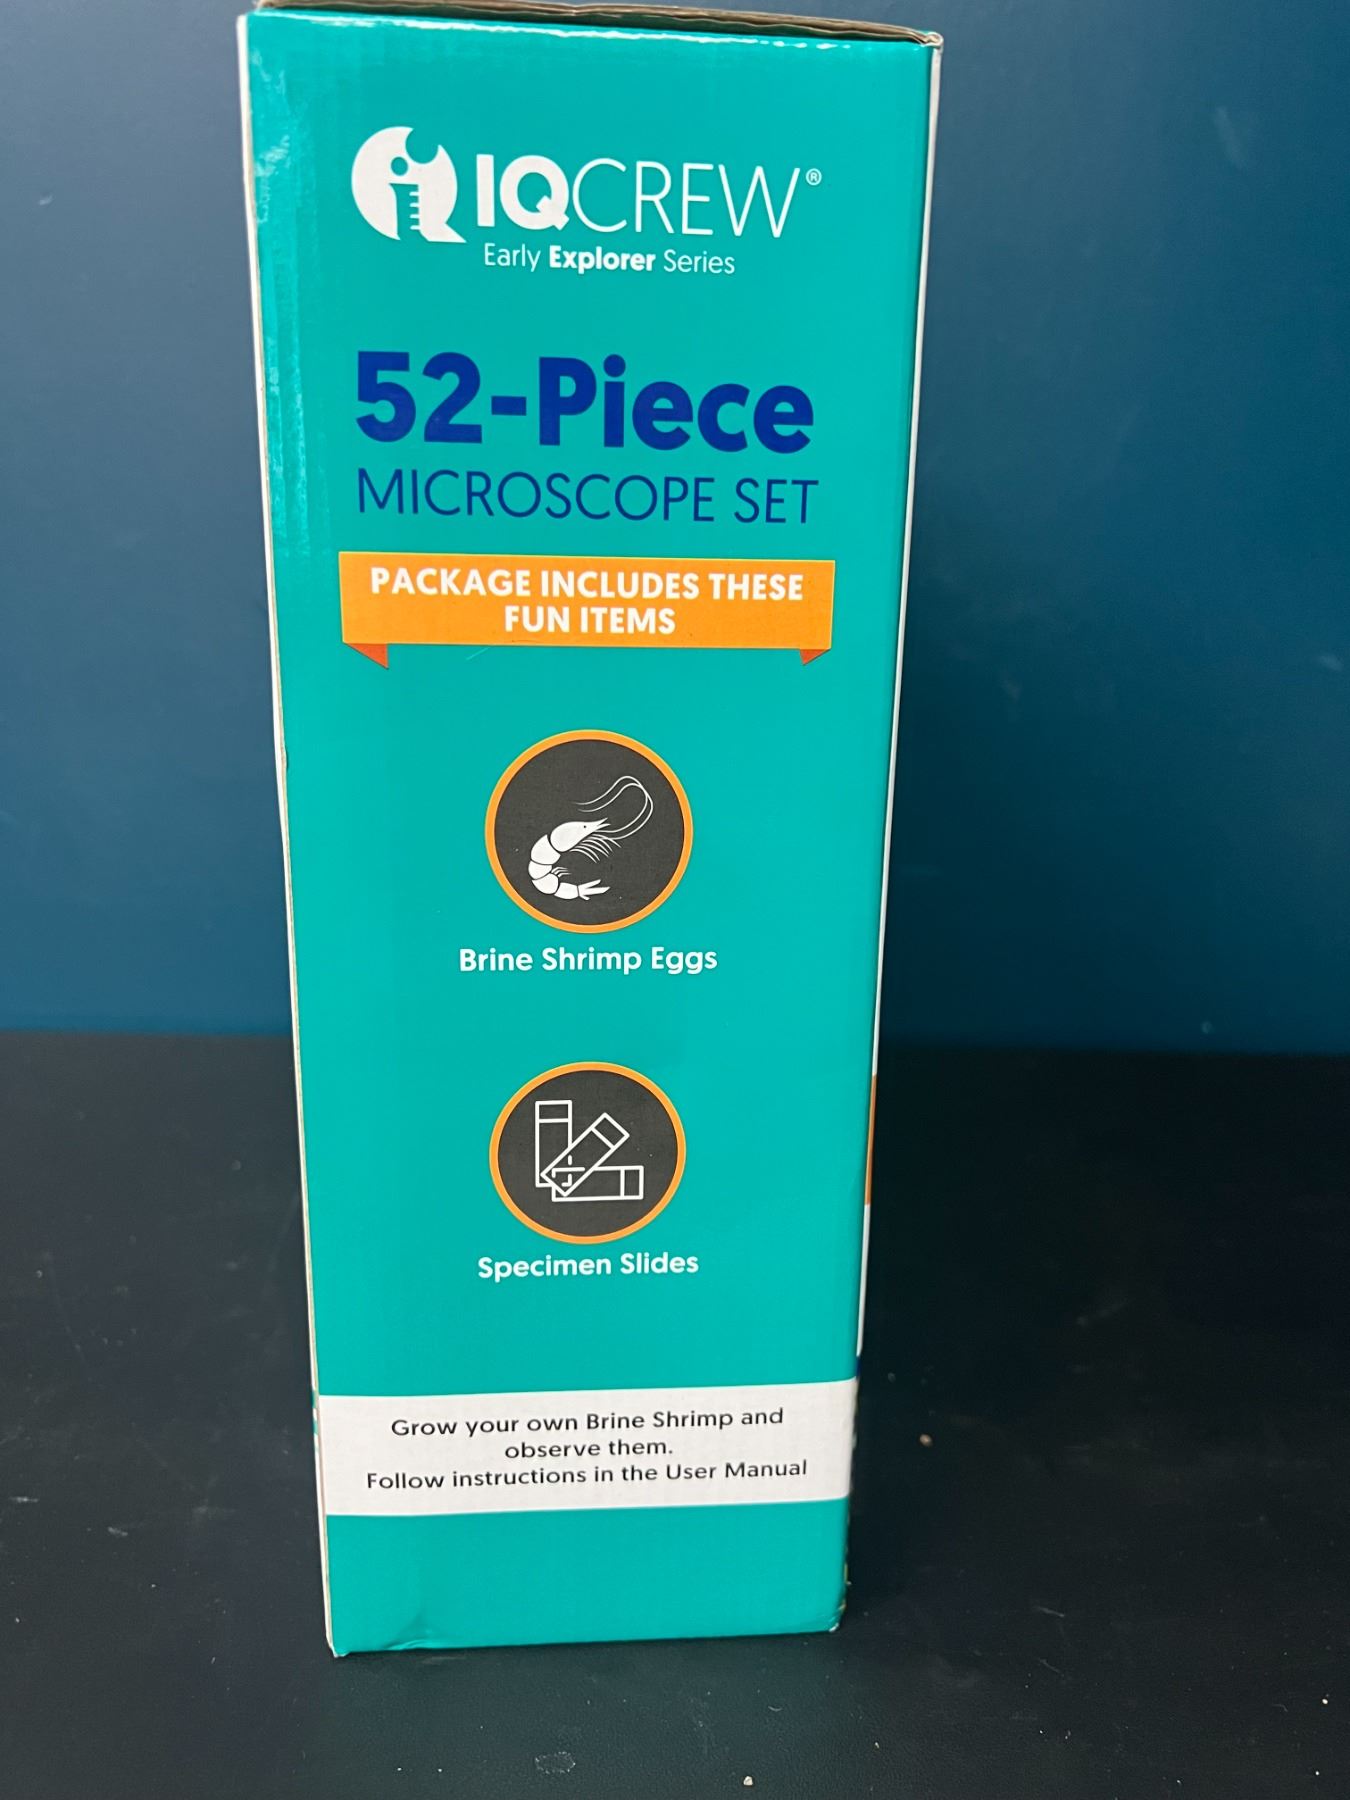 IQCREW®
Early Explorer Series
52-Piece
MICROSCOPE SET
PACKAGE INCLUDES THESE
FUN ITEMS
Brine Shrimp Eggs
Specimen Slides
Grow your own Brine Shrimp and
observe them.
Follow instructions in the User Manual